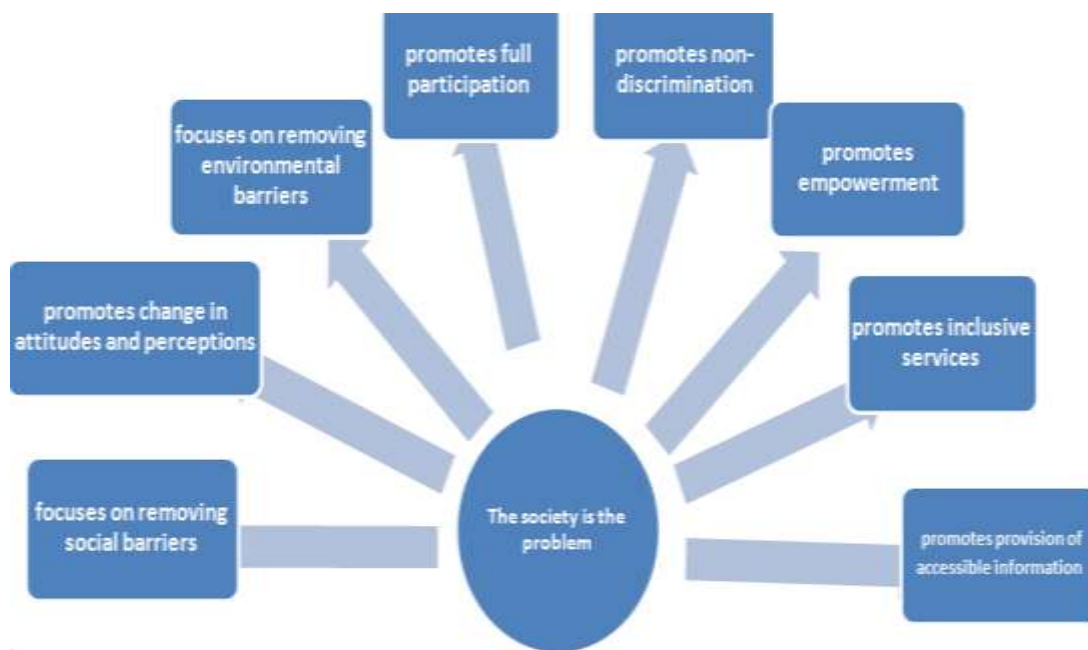 promotes full
participation
promotes non-
discrimination
focuses on removing
environmental
barriers
promotes
empowerment
promotes change in
attitudes and perceptions
promotes inclusive
services
focuses on removing
social barriers
The society is the
problem
promotes provision of
accessible information